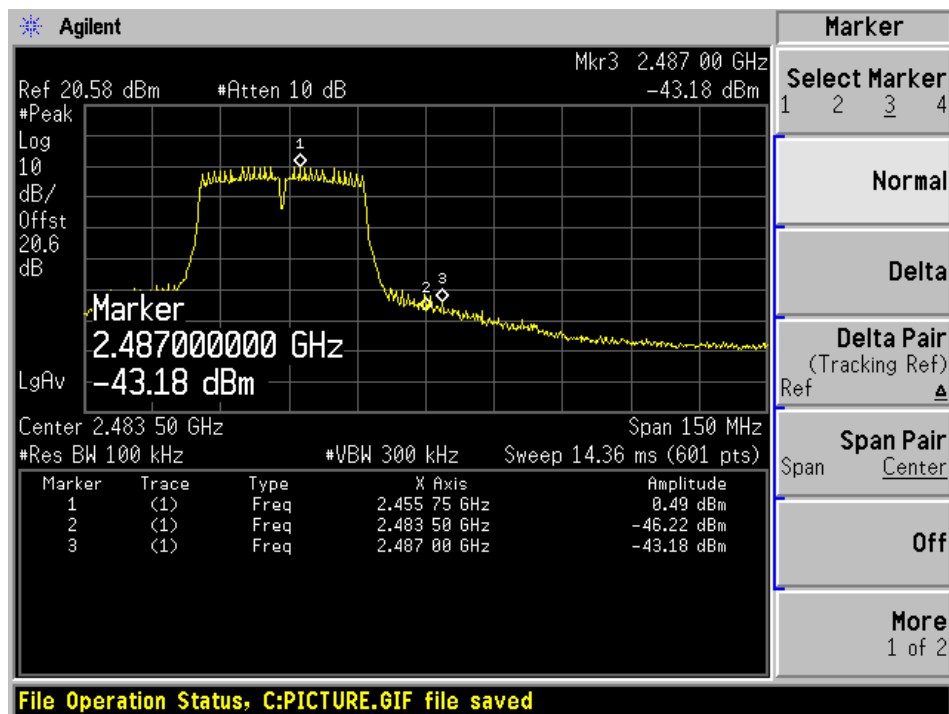 Agilent
Marker
Mkr3 2.487 00 GHz
Ref 20.58 dBm #Atten 10 dB -43.18 dBm
#Peak
Log
10
dB/
Offst
20.6
dB
LgAv
1
2
3
Marker
2.487000000 GHz
-43.18 dBm
Center 2.483 50 GHz Span 150 MHz
#Res BW 100 kHz #VBW 300 kHz Sweep 14.36 ms (601 pts)
Marker Trace Type X Axis Amplitude
1 (1) Freq 2.455 75 GHz 0.49 dBm
2 (1) Freq 2.483 50 GHz -46.22 dBm
3 (1) Freq 2.487 00 GHz -43.18 dBm
Select Marker
1 2 3 4
Normal
Delta
Delta Pair
(Tracking Ref)
Ref Δ
Span Pair
Span Center
Off
More
1 of 2
File Operation Status, C:PICTURE.GIF file saved